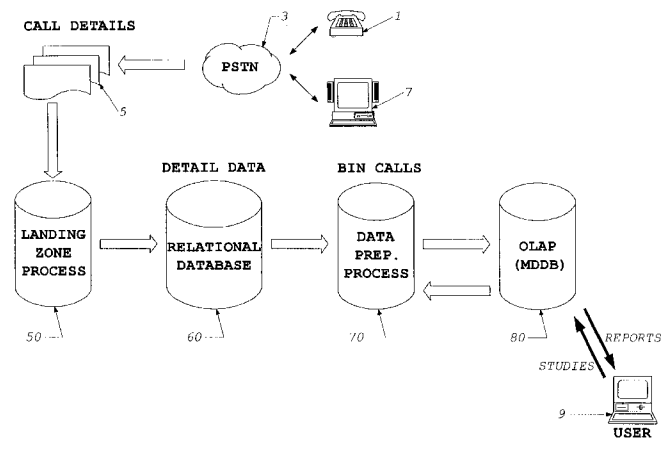 CALL DETAILS
3
1
PSTN
7
5
DETAIL DATA
BIN CALLS
LANDING
ZONE
PROCESS
RELATIONAL
DATABASE
DATA
PREP.
PROCESS
OLAP
(MDDB)
50
60
70
80
REPORTS
STUDIES
9
USER